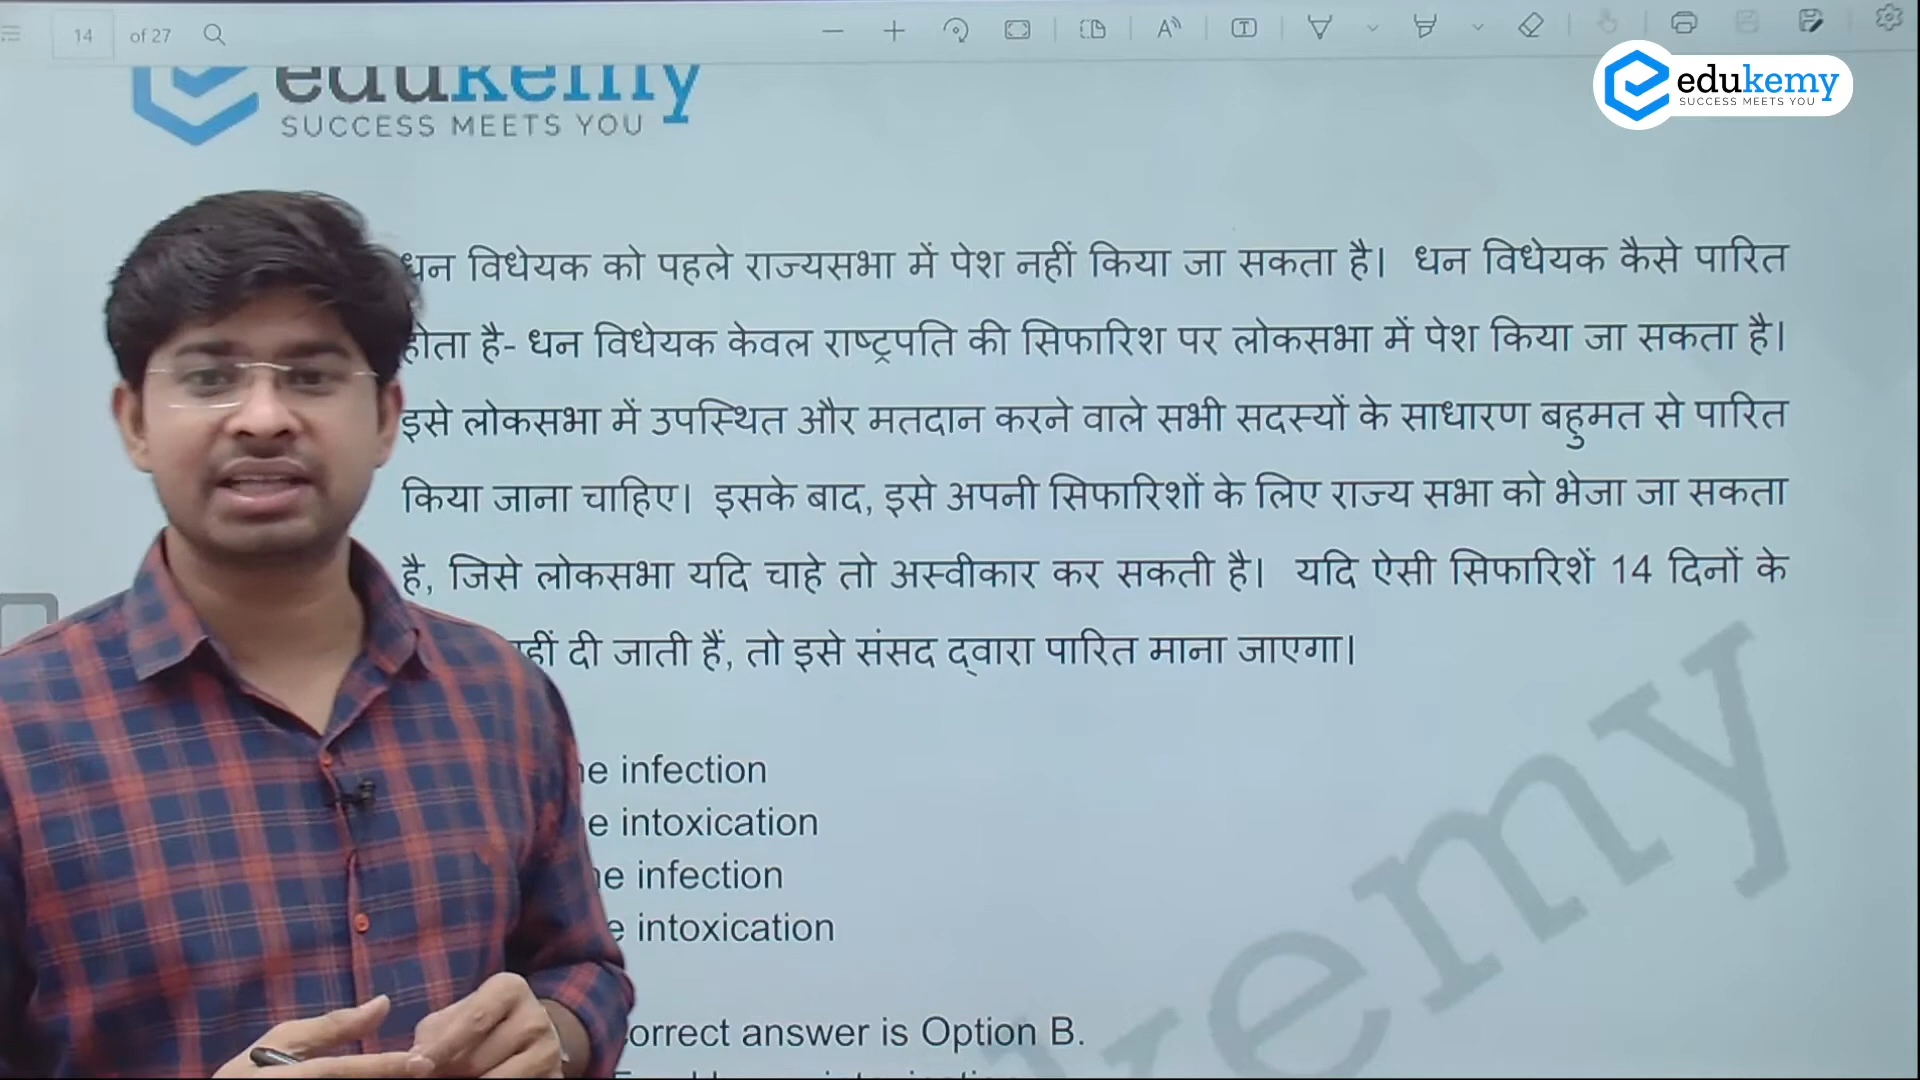 14 of 27
edukemy
SUCCESS MEETS YOU
edukemy
SUCCESS MEETS YOU
धन विधेयक को पहले राज्यसभा में पेश नहीं किया जा सकता है। धन विधेयक कैसे पारित
होता है- धन विधेयक केवल राष्ट्रपति की सिफारिश पर लोकसभा में पेश किया जा सकता है।
इसे लोकसभा में उपस्थित और मतदान करने वाले सभी सदस्यों के साधारण बहुमत से पारित
किया जाना चाहिए। इसके बाद, इसे अपनी सिफारिशों के लिए राज्य सभा को भेजा जा सकता
है, जिसे लोकसभा यदि चाहे तो अस्वीकार कर सकती है। यदि ऐसी सिफारिशें 14 दिनों के
दी जाती हैं, तो इसे संसद द्वारा पारित माना जाएगा।
infection
intoxication
infection
intoxication
answer is Option B.